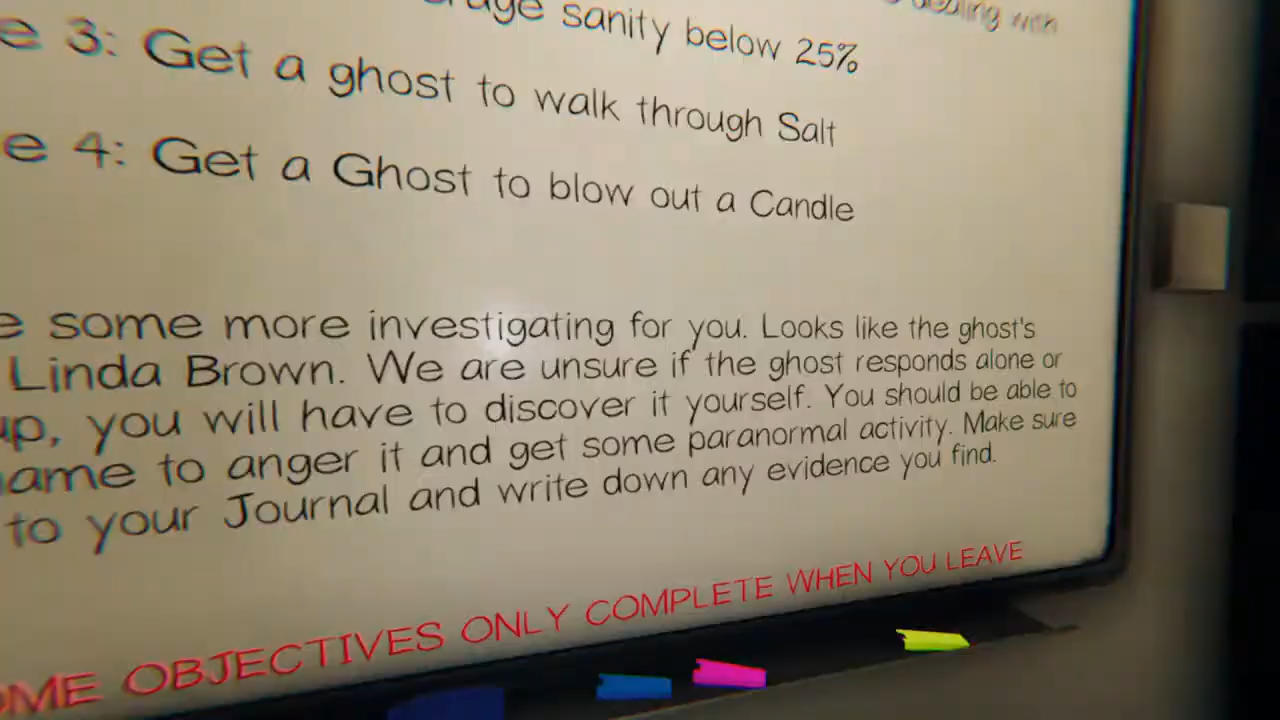 dealing with
sanity below 25%
e 3: Get a ghost to walk through Salt
e 4: Get a Ghost to blow out a Candle
e some more investigating for you. Looks like the ghost's
Linda Brown. We are unsure if the ghost responds alone or
up, you will have to discover it yourself. You should be able to
ame to anger it and get some paranormal activity. Make sure
to your Journal and write down any evidence you find.
OME OBJECTIVES ONLY COMPLETE WHEN YOU LEAVE